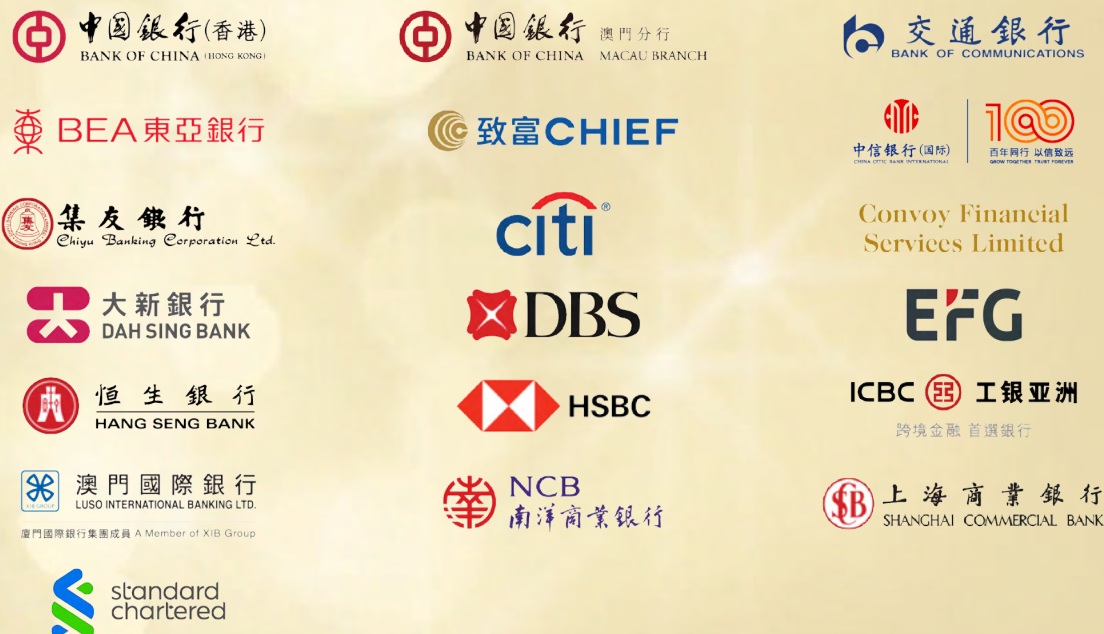 中國銀行(香港)
BANK OF CHINA (HONG KONG)
中國銀行 澳門分行
BANK OF CHINA MACAU BRANCH
交通銀行
BANK OF COMMUNICATIONS
BEA東亞銀行
致富CHIEF
中信银行(国际)
CHINA CITIC BANK INTERNATIONAL
100
百年同行 以信致远
GROW TOGETHER TRUST FOREVER
集友銀行
Chiyu Banking Corporation Ltd.
citi®
Convoy Financial
Services Limited
大新銀行
DAH SING BANK
DBS
EFG
恒生銀行
HANG SENG BANK
HSBC
ICBC 工银亚洲
跨境金融 首選銀行
XIB GROUP
澳門國際銀行
LUSO INTERNATIONAL BANKING LTD.
廈門國際銀行集團成員 A Member of XIB Group
NCB
南洋商業銀行
SCB
上海商業銀行
SHANGHAI COMMERCIAL BANK
standard
chartered